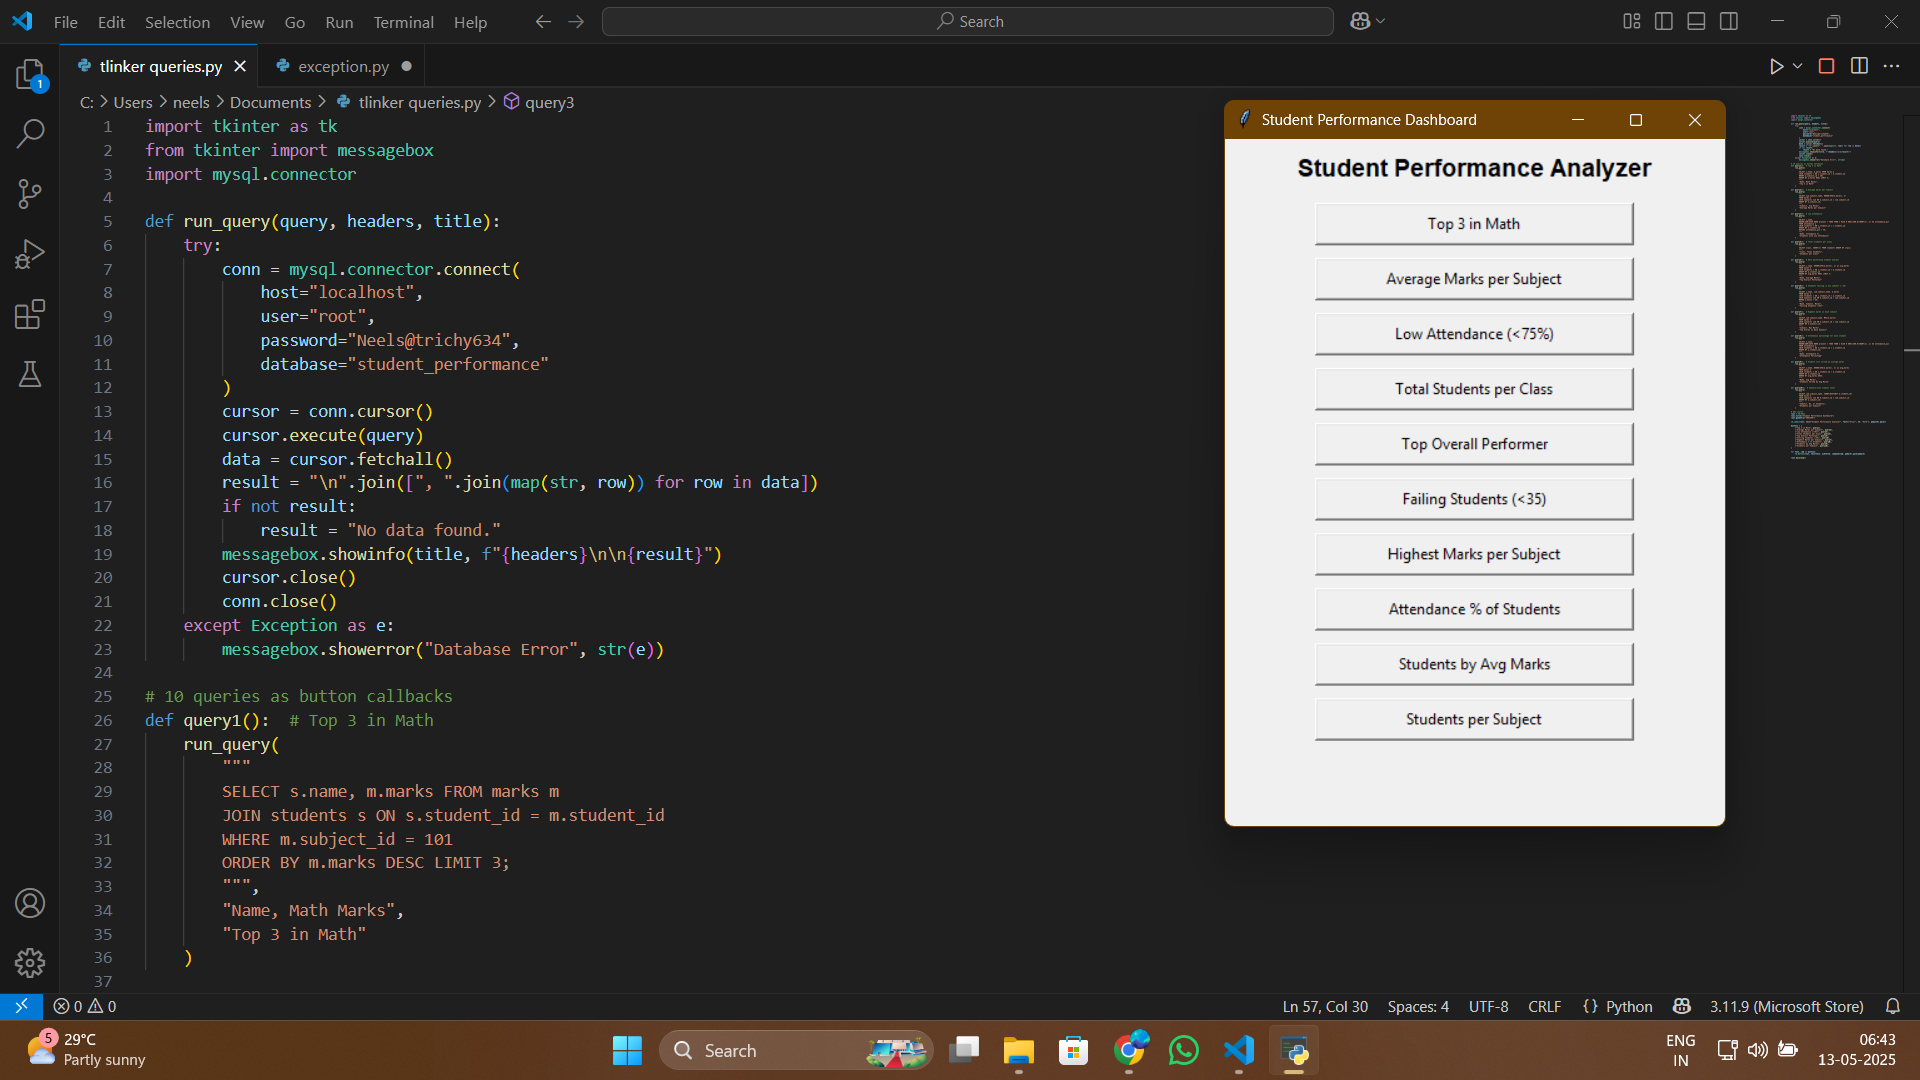 File Edit Selection View Go Run Terminal Help Search
tlinker queries.py exception.py
1
C: > Users > neels > Documents > tlinker queries.py > query3
1 import tkinter as tk
2 from tkinter import messagebox
3 import mysql.connector
4
5 def run_query(query, headers, title):
6 try:
7 conn = mysql.connector.connect(
8 host="localhost",
9 user="root",
10 password="Neels@trichy634",
11 database="student_performance"
12 )
13 cursor = conn.cursor()
14 cursor.execute(query)
15 data = cursor.fetchall()
16 result = "\n".join([", ".join(map(str, row)) for row in data])
17 if not result:
18 result = "No data found."
19 messagebox.showinfo(title, f"{headers}\n\n{result}")
20 cursor.close()
21 conn.close()
22 except Exception as e:
23 messagebox.showerror("Database Error", str(e))
24
25 # 10 queries as button callbacks
26 def query1():  # Top 3 in Math
27 run_query(
28 """
29 SELECT s.name, m.marks FROM marks m
30 JOIN students s ON s.student_id = m.student_id
31 WHERE m.subject_id = 101
32 ORDER BY m.marks DESC LIMIT 3;
33 """,
34 "Name, Math Marks",
35 "Top 3 in Math"
36 )
37
Student Performance Dashboard
Student Performance Analyzer
Top 3 in Math
Average Marks per Subject
Low Attendance (<75%)
Total Students per Class
Top Overall Performer
Failing Students (<35)
Highest Marks per Subject
Attendance % of Students
Students by Avg Marks
Students per Subject
0 0 Ln 57, Col 30 Spaces: 4 UTF-8 CRLF {} Python 3.11.9 (Microsoft Store)
5 29°C
Partly sunny
Search
ENG
IN
06:43
13-05-2025